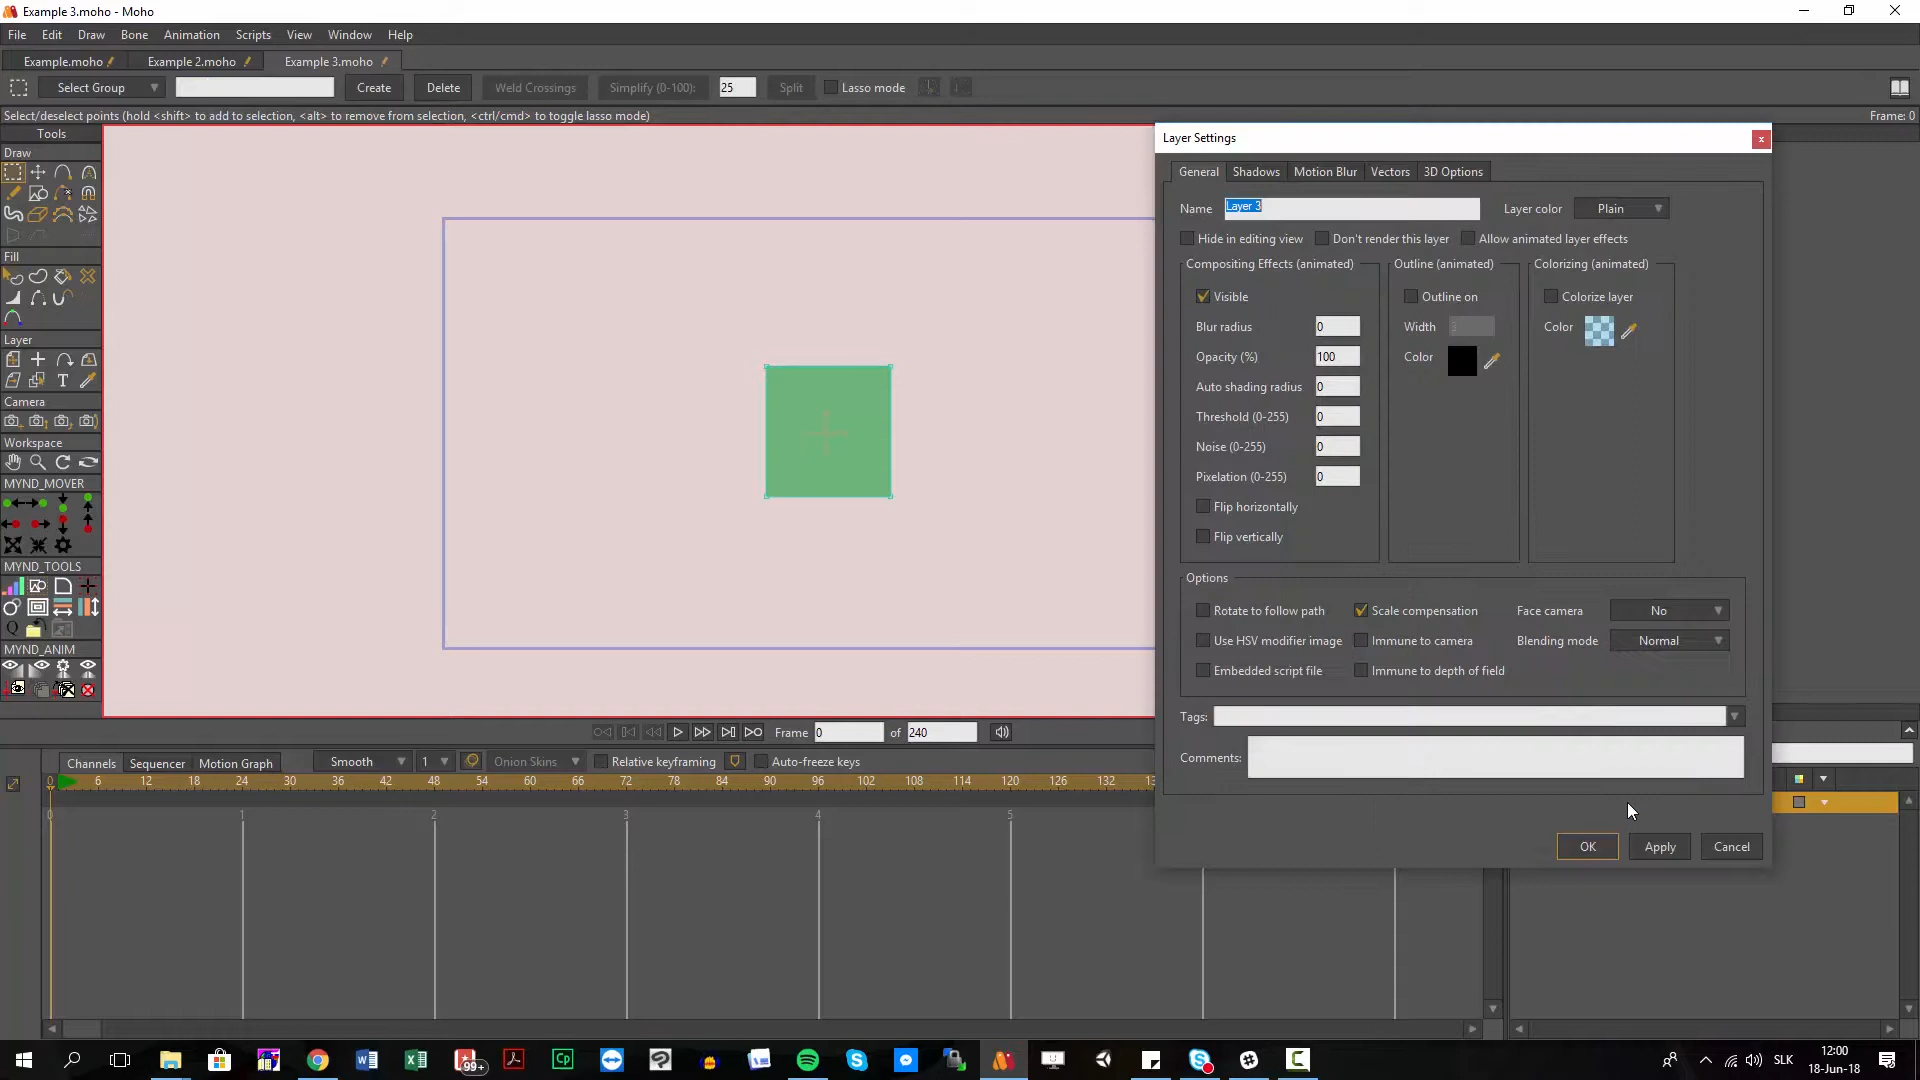 Example 3.moho - Moho
File Edit Draw Bone Animation Scripts View Window Help
Example.moho Example 2.moho Example 3.moho
Select Group Create Delete Weld Crossings Simplify (0-100): 25 Split Lasso mode
Select/deselect points (hold <shift> to add to selection, <alt> to remove from selection, <ctrl/cmd> to toggle lasso mode) Frame: 0
Tools
Draw
Fill
Layer
Camera
Workspace
MYND_MOVER
MYND_TOOLS
MYND_ANIM
Layer Settings
General Shadows Motion Blur Vectors 3D Options
Name Layer 3 Layer color Plain
Hide in editing view Don't render this layer Allow animated layer effects
Compositing Effects (animated) Outline (animated) Colorizing (animated)
Visible Outline on Colorize layer
Blur radius 0 Width 3 Color
Opacity (%) 100 Color
Auto shading radius 0
Threshold (0-255) 0
Noise (0-255) 0
Pixelation (0-255) 0
Flip horizontally
Flip vertically
Options
Rotate to follow path Scale compensation Face camera No
Use HSV modifier image Immune to camera Blending mode Normal
Embedded script file Immune to depth of field
Tags:
Comments:
OK Apply Cancel
Frame 0 of 240
Channels Sequencer Motion Graph Smooth 1 Onion Skins Relative keyframing Auto-freeze keys
0 6 12 18 24 30 36 42 48 54 60 66 72 78 84 90 96 102 108 114 120 126 132
0 1 2 3 4 5
99+ Cp SLK 12:00
18-Jun-18